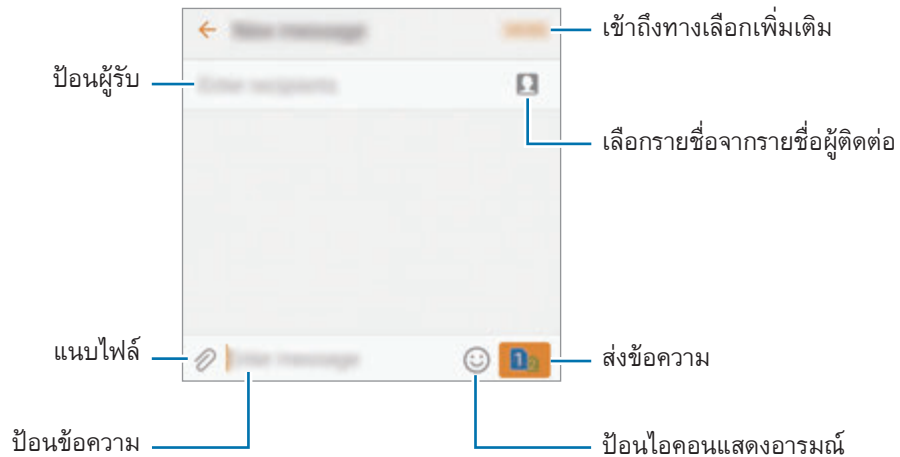 เข้าถึงทางเลือกเพิ่มเติม
ป้อนผู้รับ
เลือกรายชื่อจากรายชื่อผู้ติดต่อ
แนบไฟล์
1 2
ส่งข้อความ
ป้อนข้อความ
ป้อนไอคอนแสดงอารมณ์